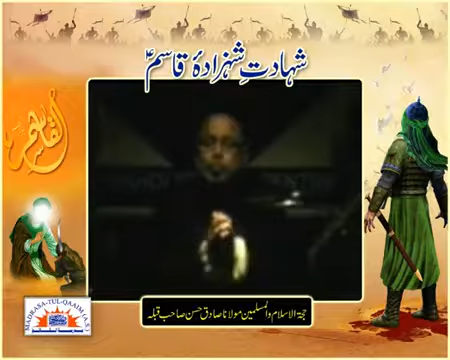 شہادتِ شہزادۂ قاسمؑ
القاسم
حجۃ الاسلام والمسلمین مولانا صادق حسن صاحب قبلہ
MADRASA-TUL-QAAIM (A.S)